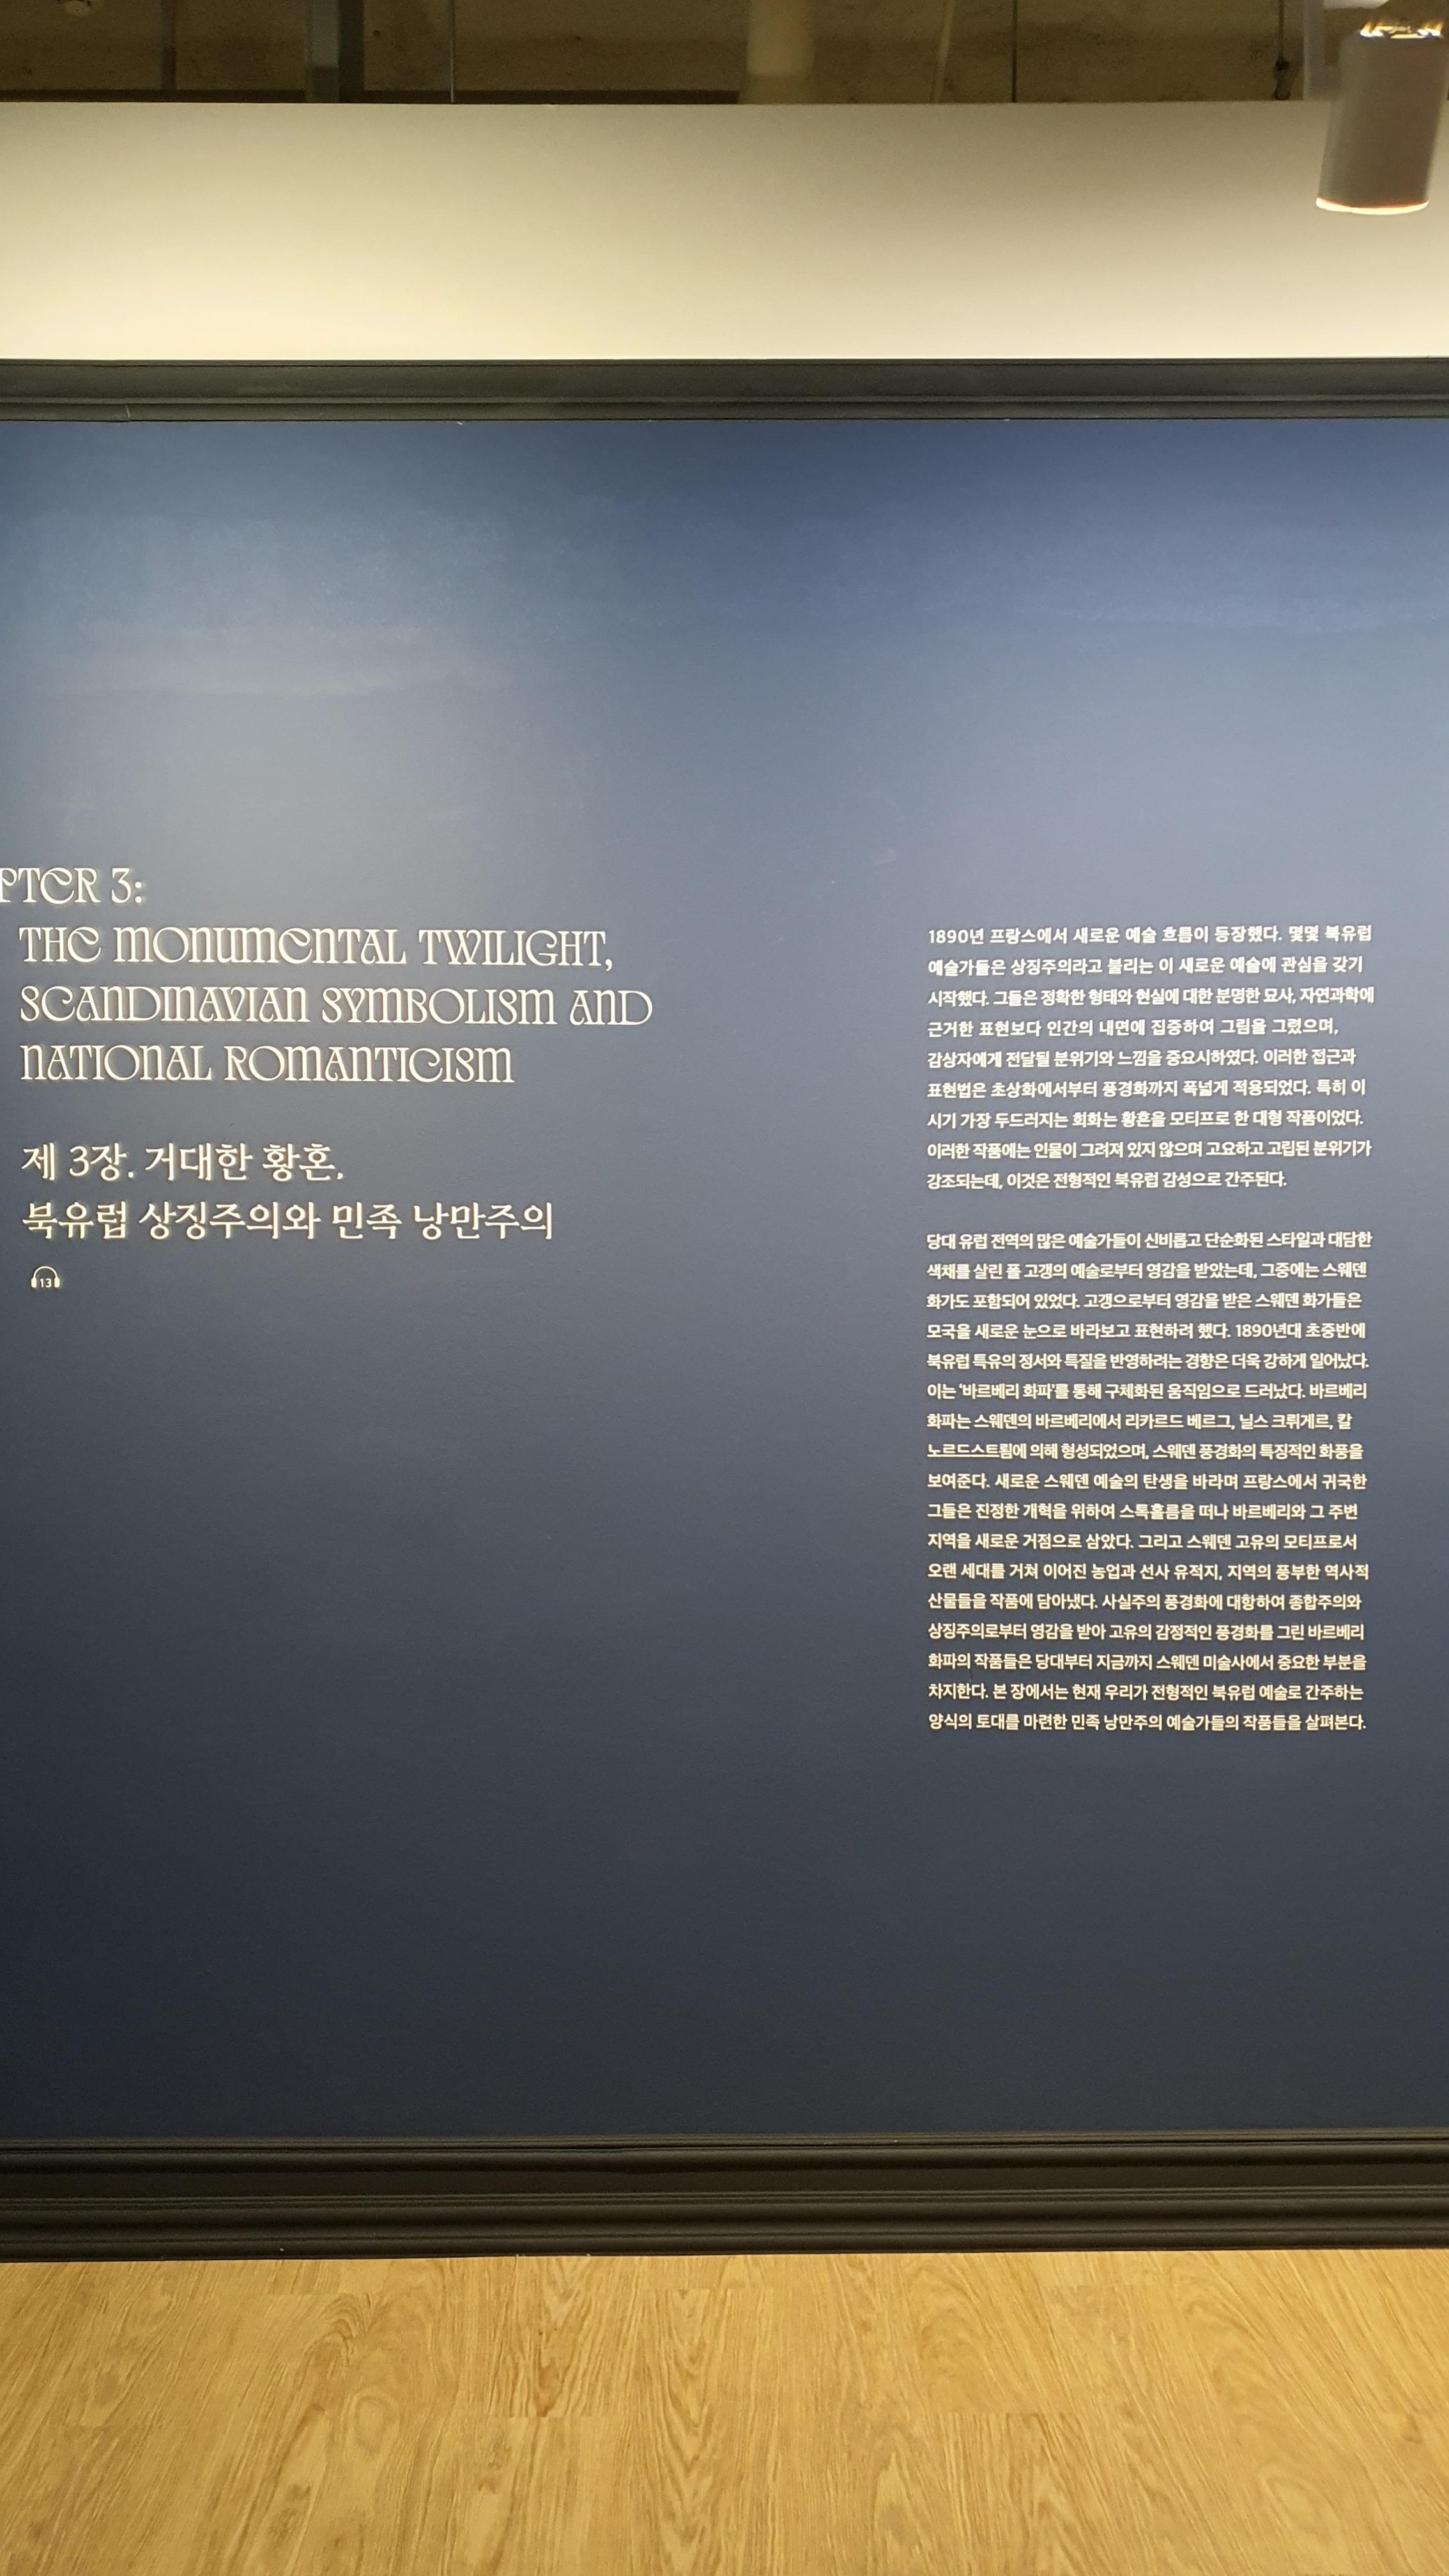 PTER 3:
THE MONUMENTAL TWILIGHT,
SCANDINAVIAN SYMBOLISM AND
NATIONAL ROMANTICISM
제 3장. 거대한 황혼,
북유럽 상징주의와 민족 낭만주의
13
1890년 프랑스에서 새로운 예술 흐름이 등장했다. 몇몇 북유럽
예술가들은 상징주의라고 불리는 이 새로운 예술에 관심을 갖기
시작했다. 그들은 정확한 형태와 현실에 대한 분명한 묘사, 자연과학에
근거한 표현보다 인간의 내면에 집중하여 그림을 그렸으며,
감상자에게 전달될 분위기와 느낌을 중요시하였다. 이러한 접근과
표현법은 초상화에서부터 풍경화까지 폭넓게 적용되었다. 특히 이
시기 가장 두드러지는 회화는 황혼을 모티프로 한 대형 작품이었다.
이러한 작품에는 인물이 그려져 있지 않으며 고요하고 고립된 분위기가
강조되는데, 이것은 전형적인 북유럽 감성으로 간주된다.
당대 유럽 전역의 많은 예술가들이 신비롭고 단순화된 스타일과 대담한
색채를 살린 폴 고갱의 예술로부터 영감을 받았는데, 그중에는 스웨덴
화가도 포함되어 있었다. 고갱으로부터 영감을 받은 스웨덴 화가들은
모국을 새로운 눈으로 바라보고 표현하려 했다. 1890년대 초중반에
북유럽 특유의 정서와 특질을 반영하려는 경향은 더욱 강하게 일어났다.
이는 ‘바르베리 화파’를 통해 구체화된 움직임으로 드러났다. 바르베리
화파는 스웨덴의 바르베리에서 리카르드 베르그, 닐스 크뤼게르, 칼
노르드스트룀에 의해 형성되었으며, 스웨덴 풍경화의 특징적인 화풍을
보여준다. 새로운 스웨덴 예술의 탄생을 바라며 프랑스에서 귀국한
그들은 진정한 개혁을 위하여 스톡홀름을 떠나 바르베리와 그 주변
지역을 새로운 거점으로 삼았다. 그리고 스웨덴 고유의 모티프로서
오랜 세대를 거쳐 이어진 농업과 선사 유적지, 지역의 풍부한 역사적
산물들을 작품에 담아냈다. 사실주의 풍경화에 대항하여 종합주의와
상징주의로부터 영감을 받아 고유의 감정적인 풍경화를 그린 바르베리
화파의 작품들은 당대부터 지금까지 스웨덴 미술사에서 중요한 부분을
차지한다. 본 장에서는 현재 우리가 전형적인 북유럽 예술로 간주하는
양식의 토대를 마련한 민족 낭만주의 예술가들의 작품들을 살펴본다.